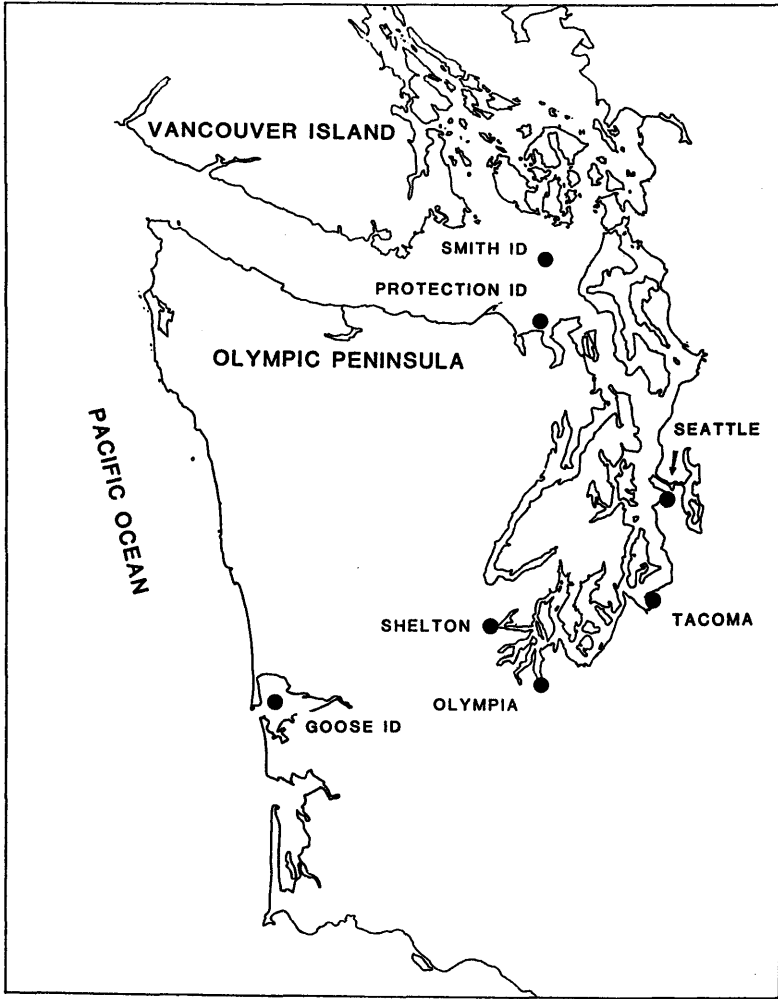 VANCOUVER ISLAND
SMITH ID
PROTECTION ID
OLYMPIC PENINSULA
PACIFIC OCEAN
SEATTLE
SHELTON
TACOMA
OLYMPIA
GOOSE ID